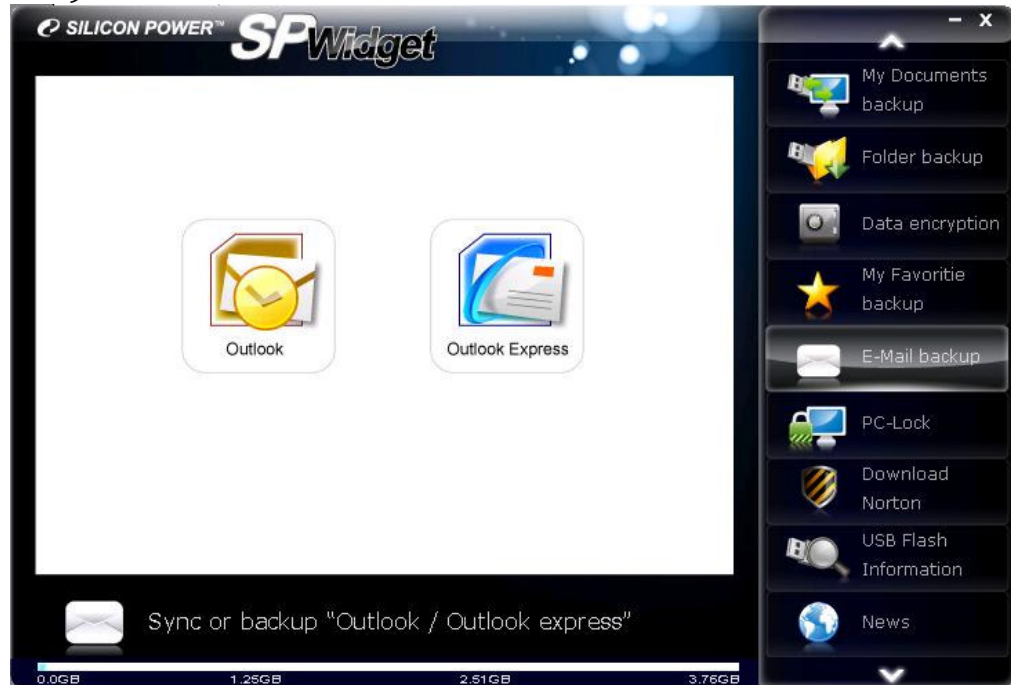 SILICON POWER™ SPWidget
- x
My Documents
backup
Folder backup
Data encryption
My Favoritie
backup
E-Mail backup
PC-Lock
Download
Norton
USB Flash
Information
News
Outlook
Outlook Express
Sync or backup "Outlook / Outlook express"
0.0GB 1.25GB 2.51GB 3.76GB